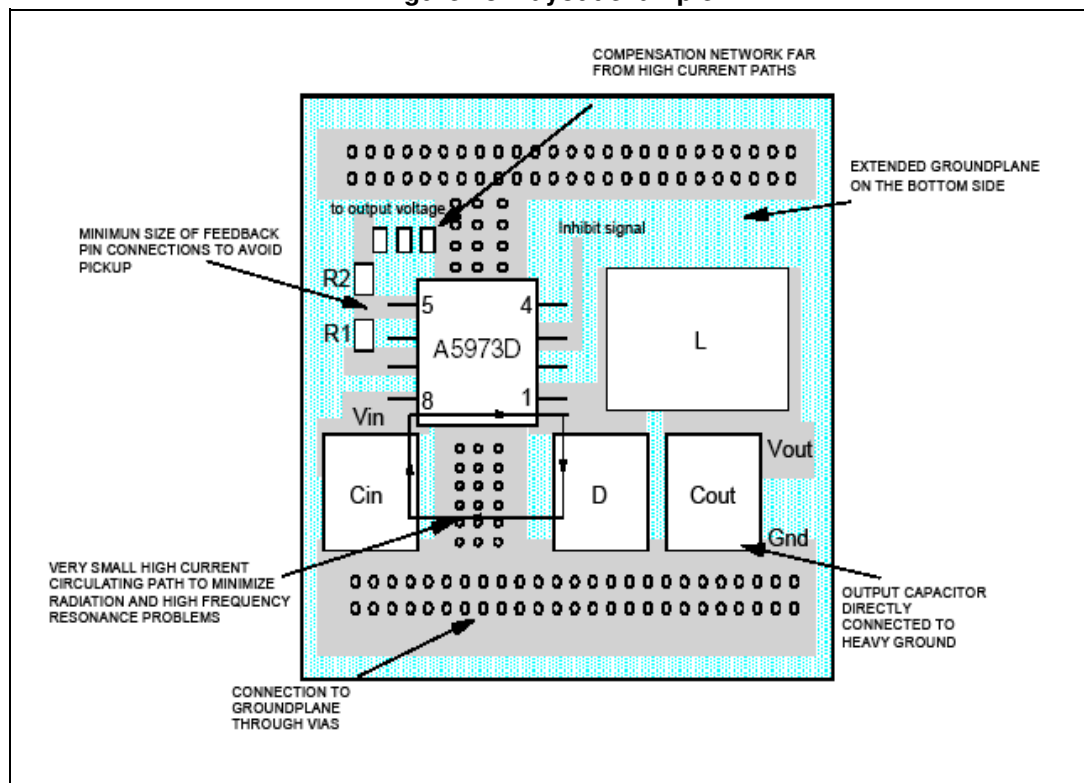 COMPENSATION NETWORK FAR
FROM HIGH CURRENT PATHS
EXTENDED GROUNDPLANE
ON THE BOTTOM SIDE
to output voltage
Inhibit signal
MINIMUN SIZE OF FEEDBACK
PIN CONNECTIONS TO AVOID
PICKUP
R2
R1
5
4
A5973D
8
1
L
Vin
Vout
Cin
D
Cout
Gnd
VERY SMALL HIGH CURRENT
CIRCULATING PATH TO MINIMIZE
RADIATION AND HIGH FREQUENCY
RESONANCE PROBLEMS
OUTPUT CAPACITOR
DIRECTLY
CONNECTED TO
HEAVY GROUND
CONNECTION TO
GROUNDPLANE
THROUGH VIAS